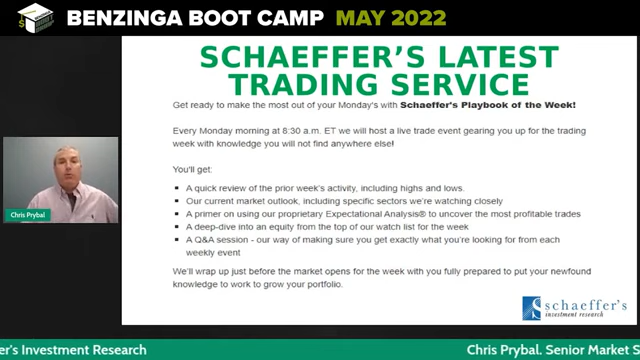 BENZINGA BOOT CAMP MAY 2022
SCHAEFFER'S LATEST
TRADING SERVICE
Get ready to make the most out of your Monday's with Schaeffer's Playbook of the Week!
Every Monday morning at 8:30 a.m. ET we will host a live trade event gearing you up for the trading
week with knowledge you will not find anywhere else!
You'll get:
▪ A quick review of the prior week's activity, including highs and lows.
▪ Our current market outlook, including specific sectors we're watching closely
▪ A primer on using our proprietary Expectational Analysis® to uncover the most profitable trades
▪ A deep-dive into an equity from the top of our watch list for the week
▪ A Q&A session - our way of making sure you get exactly what you're looking for from each
weekly event
We'll wrap up just before the market opens for the week with you fully prepared to put your newfound
knowledge to work to grow your portfolio.
Chris Prybal
schaeffer's
investment research
er's Investment Research
Chris Prybal. Senior Market S